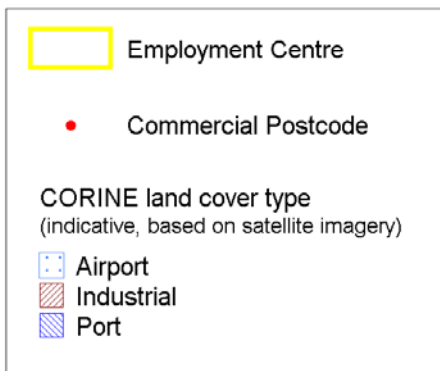 Employment Centre
Commercial Postcode
CORINE land cover type
(indicative, based on satellite imagery)
Airport
Industrial
Port